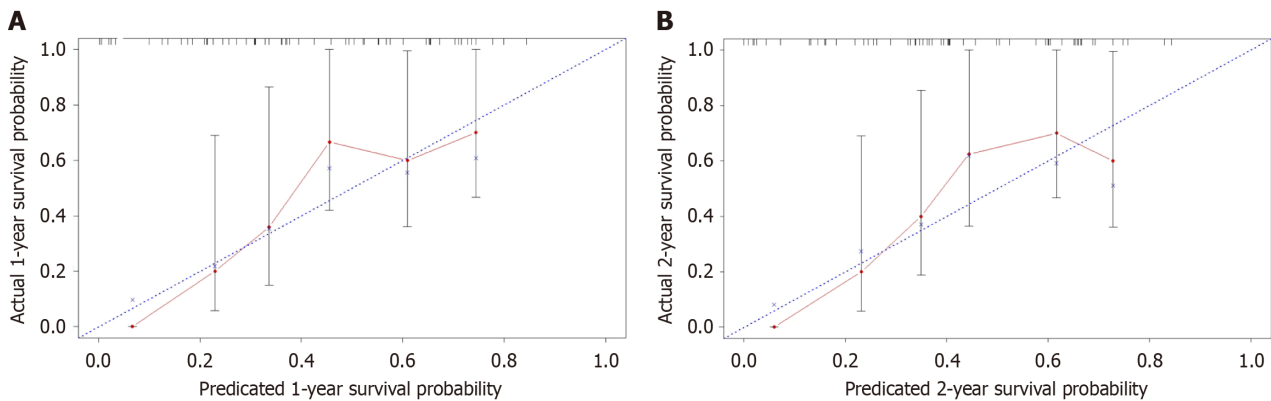 A
Actual 1-year survival probability
1.0
0.8
0.6
0.4
0.2
0.0
0.0 0.2 0.4 0.6 0.8 1.0
Predicated 1-year survival probability
B
Actual 2-year survival probability
1.0
0.8
0.6
0.4
0.2
0.0
0.0 0.2 0.4 0.6 0.8 1.0
Predicated 2-year survival probability